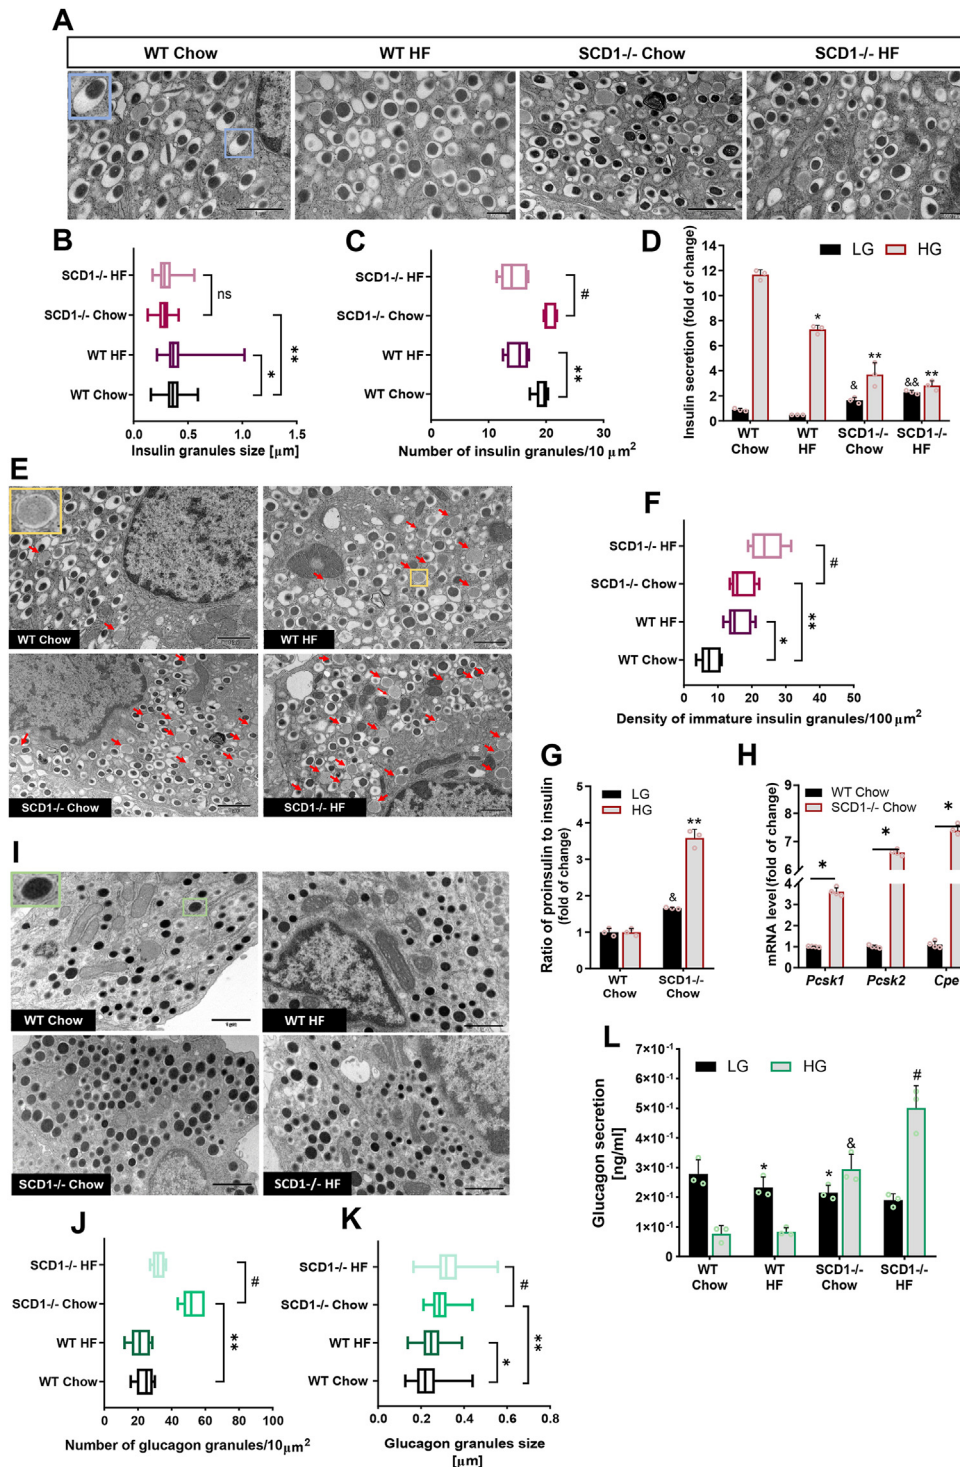 A
WT Chow
WT HF
SCD1-/- Chow
SCD1-/- HF
B
SCD1-/- HF
SCD1-/- Chow
WT HF
WT Chow
ns
*
**
0.0 0.5 1.0 1.5
Insulin granules size [μm]
C
SCD1-/- HF
SCD1-/- Chow
WT HF
WT Chow
#
**
0 10 20 30
Number of insulin granules/10 μm²
D
LG
HG
Insulin secretion (fold of change)
14
12
10
8
6
4
2
0
*
&
**
&&
**
WT Chow
WT HF
SCD1-/- Chow
SCD1-/- HF
E
WT Chow
WT HF
SCD1-/- Chow
SCD1-/- HF
F
SCD1-/- HF
SCD1-/- Chow
WT HF
WT Chow
#
*
**
0 10 20 30 40 50
Density of immature insulin granules/100 μm²
G
LG
HG
Ratio of proinsulin to insulin
(fold of change)
5
4
3
2
1
0
&
**
WT Chow
SCD1-/- Chow
H
WT Chow
SCD1-/- Chow
mRNA level(fold of change)
9
8
7
6
4
3
2
1
0
*
*
*
Pcsk1
Pcsk2
Cpe
I
WT Chow
1μm
WT HF
SCD1-/- Chow
SCD1-/- HF
J
SCD1-/- HF
SCD1-/- Chow
WT HF
WT Chow
#
**
0 20 40 60 80 100
Number of glucagon granules/10μm²
K
SCD1-/- HF
SCD1-/- Chow
WT HF
WT Chow
#
*
**
0.0 0.2 0.4 0.6 0.8
Glucagon granules size
[μm]
L
LG
HG
Glucagon secretion
[ng/ml]
7×10⁻¹
6×10⁻¹
5×10⁻¹
4×10⁻¹
3×10⁻¹
2×10⁻¹
1×10⁻¹
0
*
*
&
#
WT Chow
WT HF
SCD1-/- Chow
SCD1-/- HF